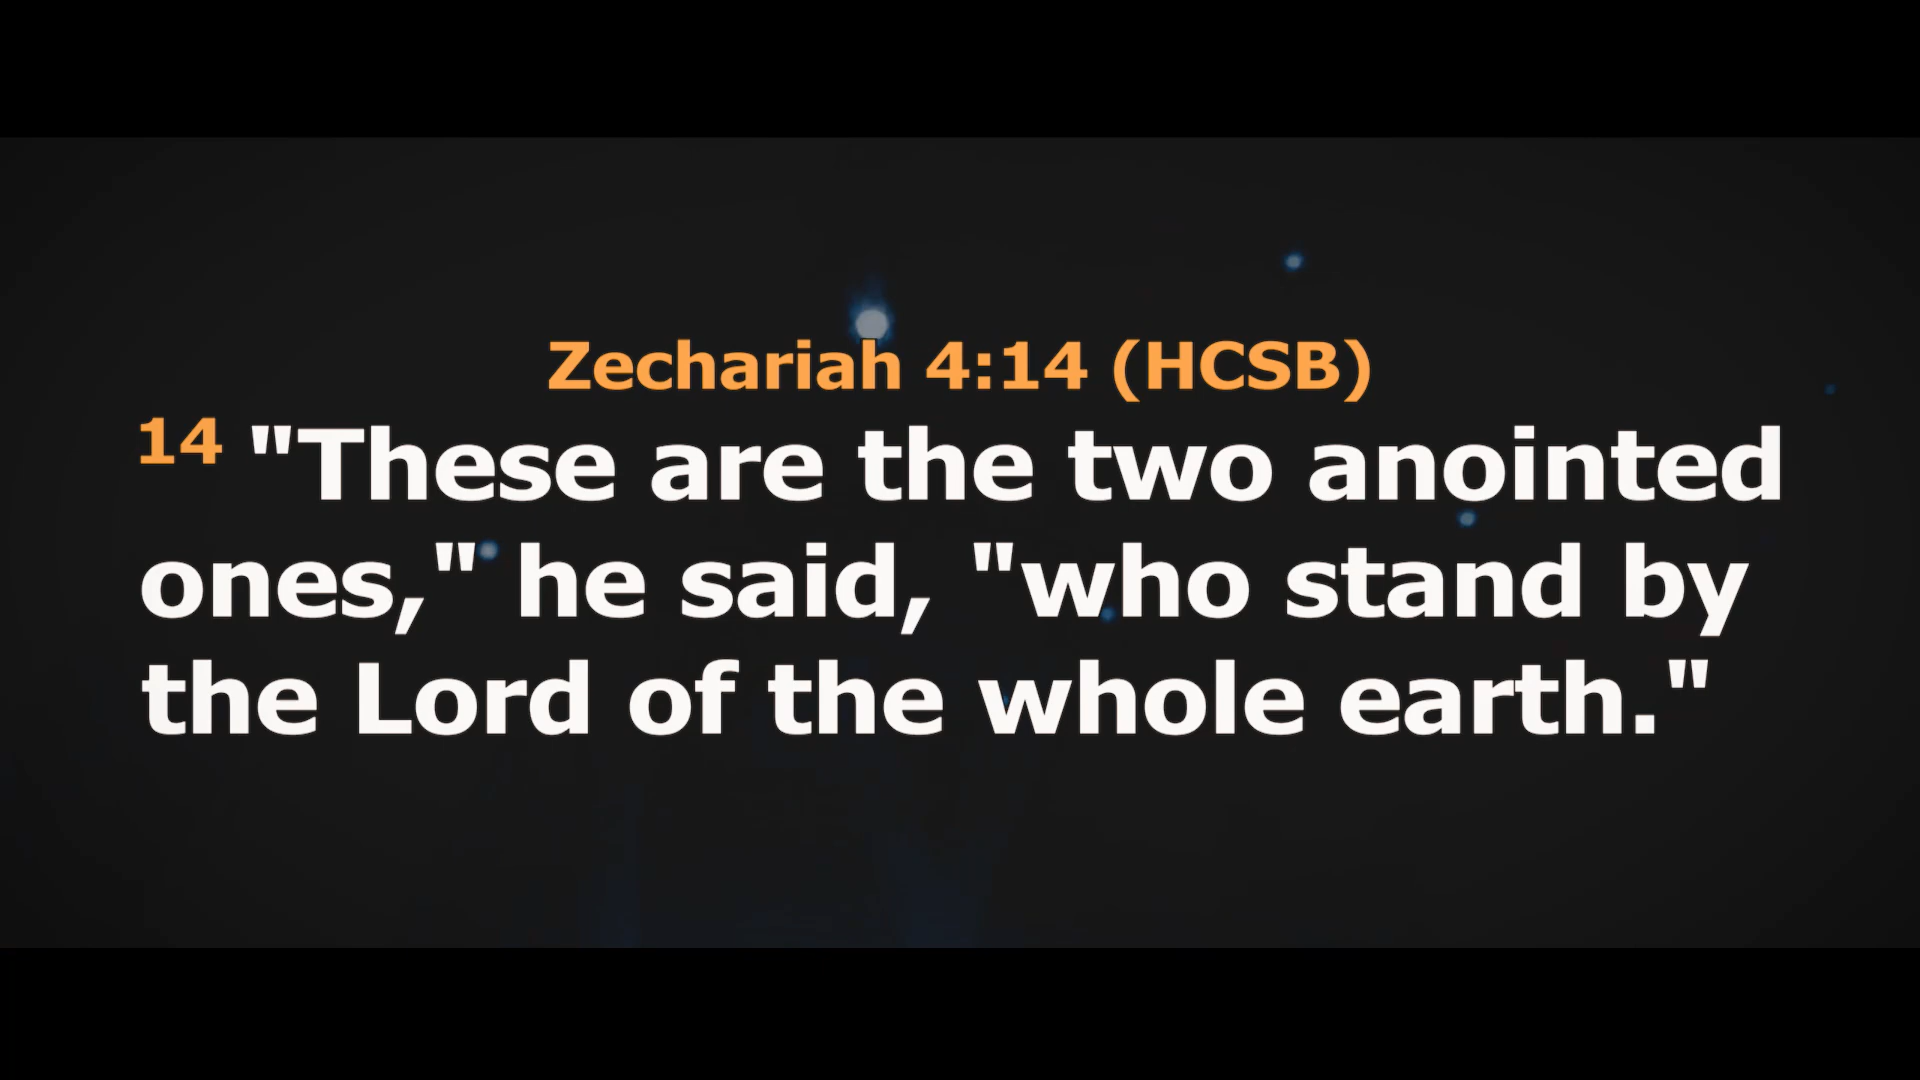 Zechariah 4:14 (HCSB)
14 "These are the two anointed
ones," he said, "who stand by
the Lord of the whole earth."